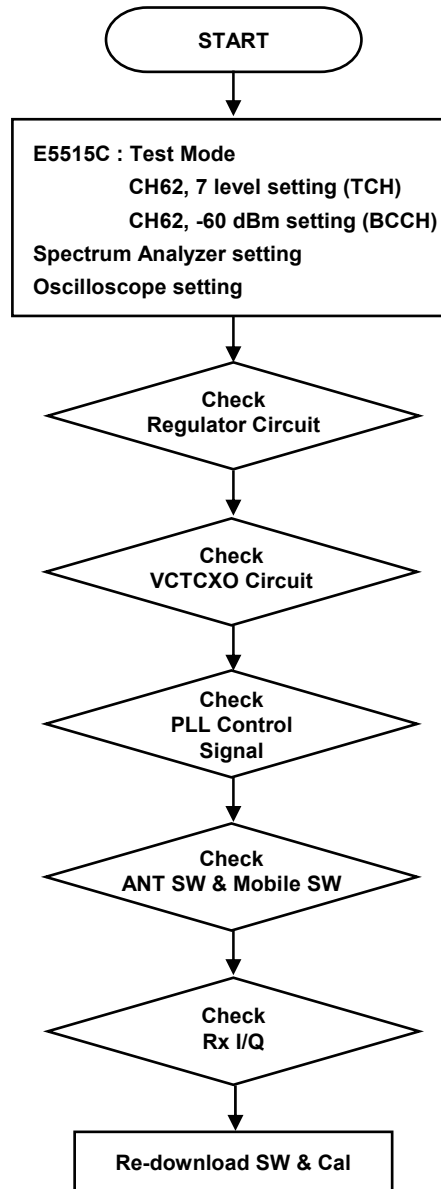 START
E5515C : Test Mode
CH62, 7 level setting (TCH)
CH62, -60 dBm setting (BCCH)
Spectrum Analyzer setting
Oscilloscope setting
Check
Regulator Circuit
Check
VCTCXO Circuit
Check
PLL Control
Signal
Check
ANT SW & Mobile SW
Check
Rx I/Q
Re-download SW & Cal